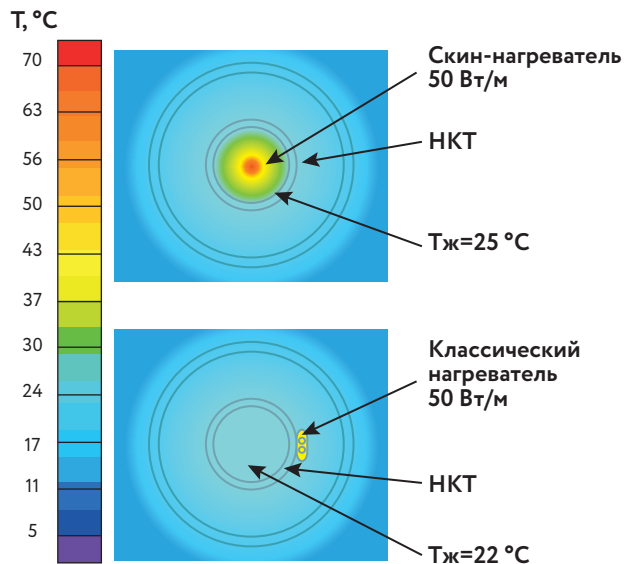 T, °C
70
63
56
50
43
37
30
24
17
11
5
Скин-нагреватель
50 Вт/м
НКТ
Тж=25 °C
Классический
нагреватель
50 Вт/м
НКТ
Тж=22 °C